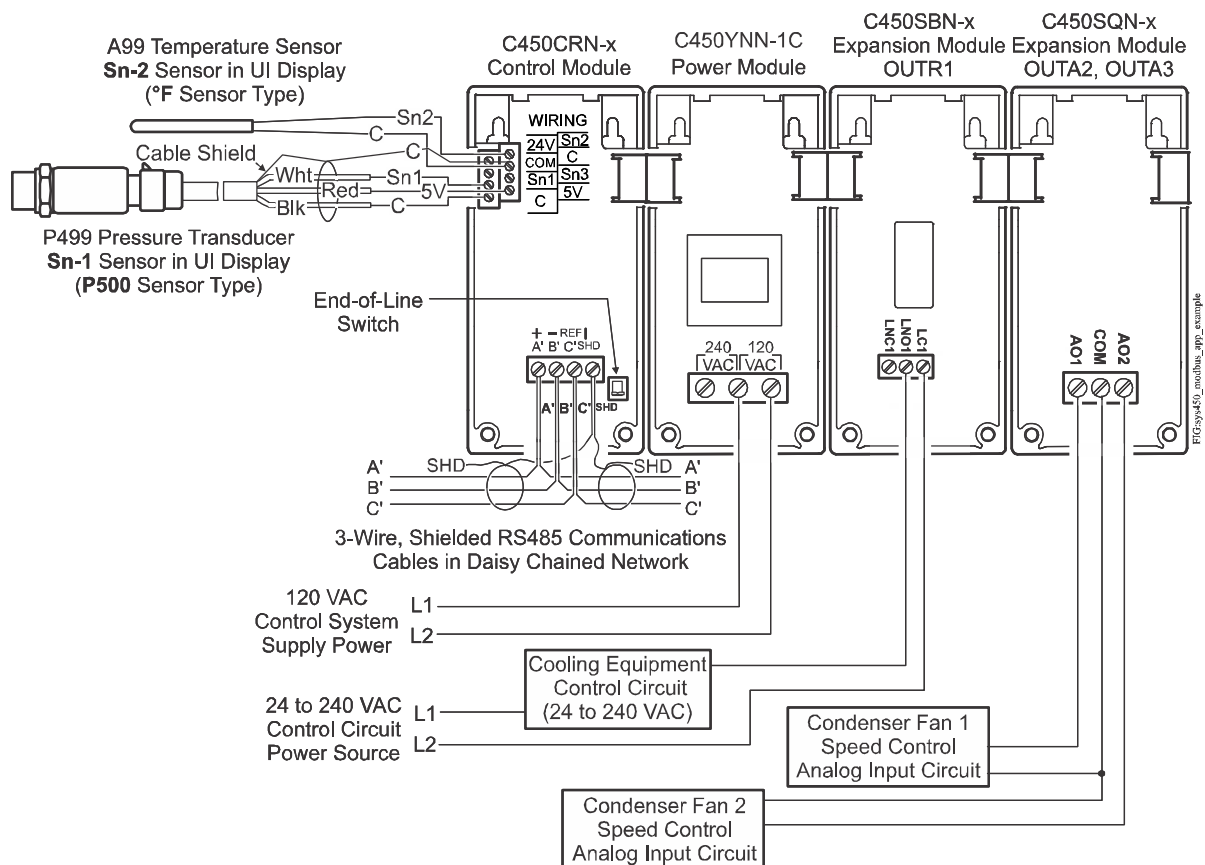 A99 Temperature Sensor
Sn-2 Sensor in UI Display
(°F Sensor Type)
C450CRN-x
Control Module
C450YNN-1C
Power Module
C450SBN-x
Expansion Module
OUTR1
C450SQN-x
Expansion Module
OUTA2, OUTA3
Sn2
C
Cable Shield
C
Wht
Sn1
Red
5V
Blk
C
WIRING
24V Sn2
COM C
Sn1 Sn3
C 5V
P499 Pressure Transducer
Sn-1 Sensor in UI Display
(P500 Sensor Type)
End-of-Line
Switch
+ – REF
A' B' C' SHD
A' B' C' SHD
240
VAC
120
VAC
LNC1
LNO1
LC1
AO1
COM
AO2
FIG:sys450_modbus_app_example
SHD
A'
B'
C'
SHD
A'
B'
C'
3-Wire, Shielded RS485 Communications
Cables in Daisy Chained Network
120 VAC
Control System
Supply Power
L1
L2
24 to 240 VAC
Control Circuit
Power Source
L1
L2
Cooling Equipment
Control Circuit
(24 to 240 VAC)
Condenser Fan 1
Speed Control
Analog Input Circuit
Condenser Fan 2
Speed Control
Analog Input Circuit